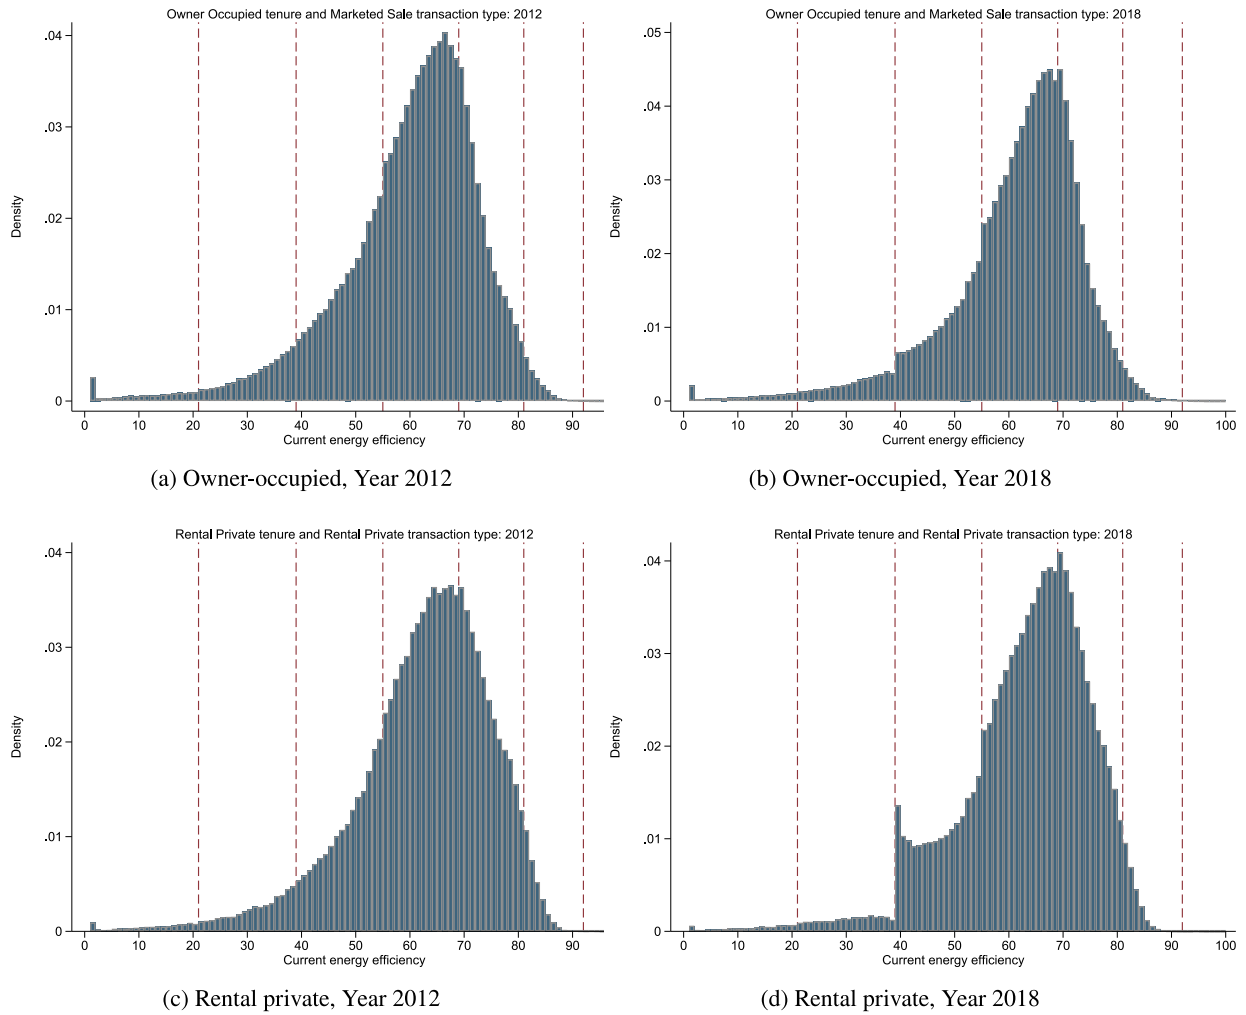 Owner Occupied tenure and Marketed Sale transaction type: 2012
.04
.03
.02
.01
0
Density
0 10 20 30 40 50 60 70 80 90
Current energy efficiency
(a) Owner-occupied, Year 2012
Owner Occupied tenure and Marketed Sale transaction type: 2018
.05
.04
.03
.02
.01
0
Density
0 10 20 30 40 50 60 70 80 90 100
Current energy efficiency
(b) Owner-occupied, Year 2018
Rental Private tenure and Rental Private transaction type: 2012
.04
.03
.02
.01
0
Density
0 10 20 30 40 50 60 70 80 90
Current energy efficiency
(c) Rental private, Year 2012
Rental Private tenure and Rental Private transaction type: 2018
.04
.03
.02
.01
0
Density
0 10 20 30 40 50 60 70 80 90 100
Current energy efficiency
(d) Rental private, Year 2018